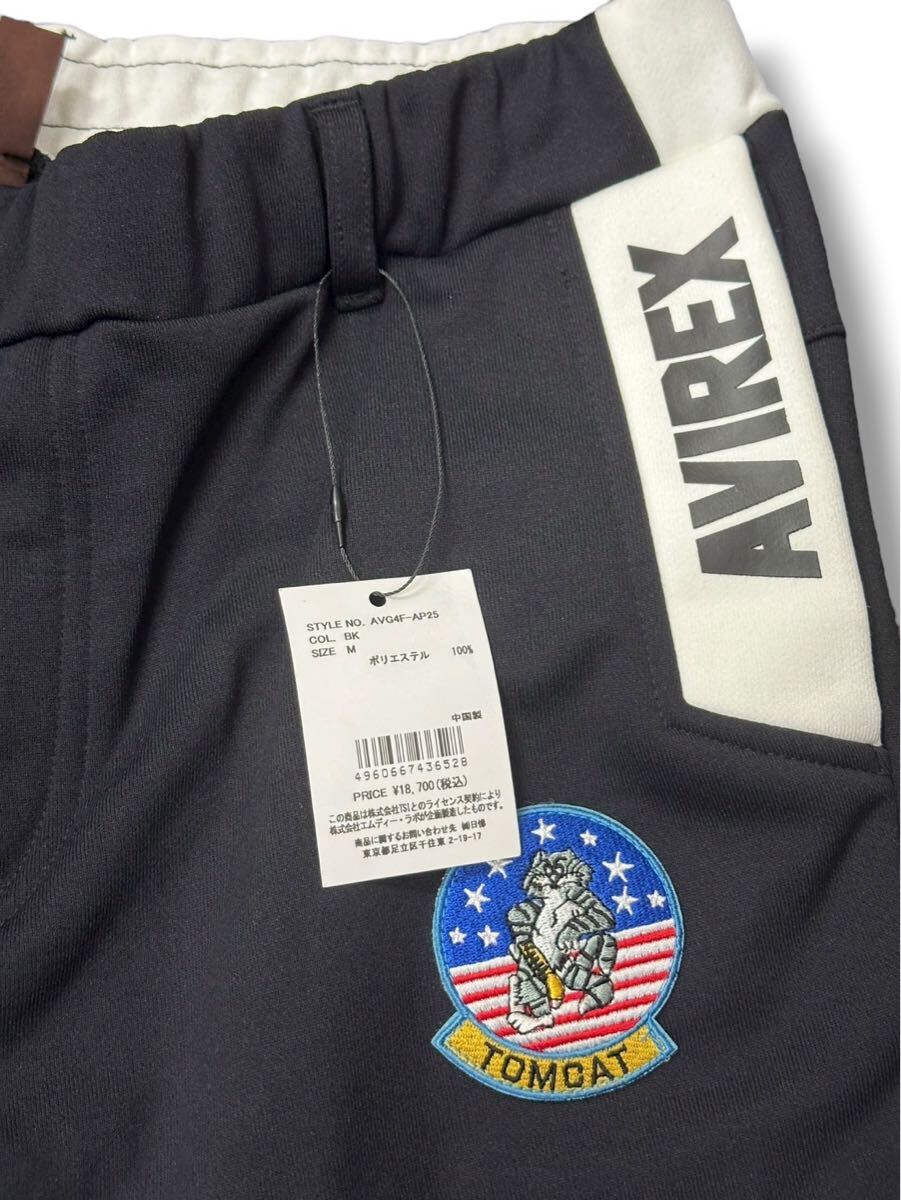 AVIREX
STYLE NO. AVG4F-AP25
COL. BK
SIZE M
ポリエステル 100%
中国製
4960667436528
PRICE ¥18,700(税込)
この商品は株式会社TSIとのライセンス契約により
株式会社エムディー・ラボが企画製造したものです。
商品に関するお問い合わせ先 ㈱日惇
東京都足立区千住東 2-19-17
TOMCAT